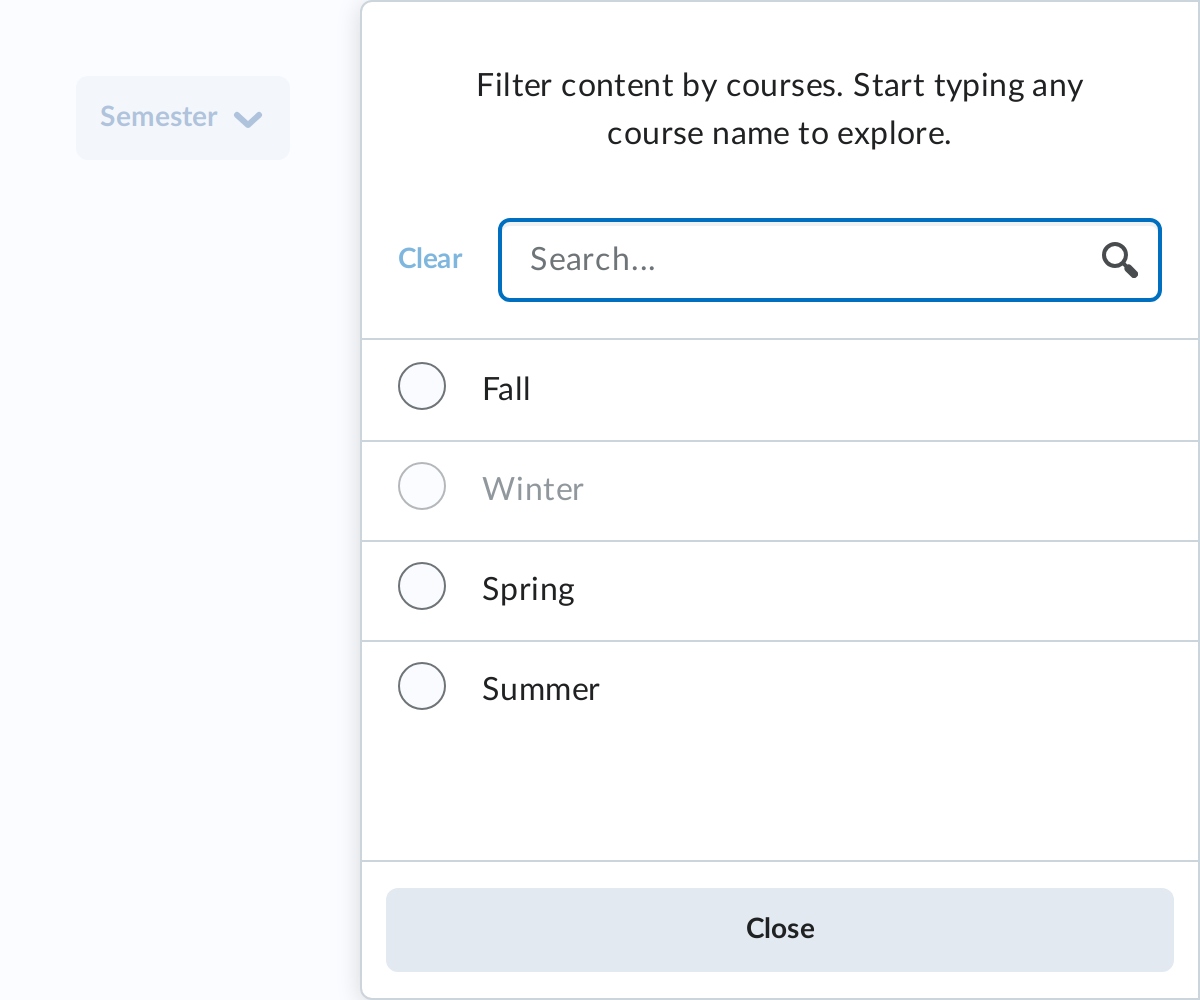 Semester
Filter content by courses. Start typing any
course name to explore.
Clear
Search...
Fall
Winter
Spring
Summer
Close